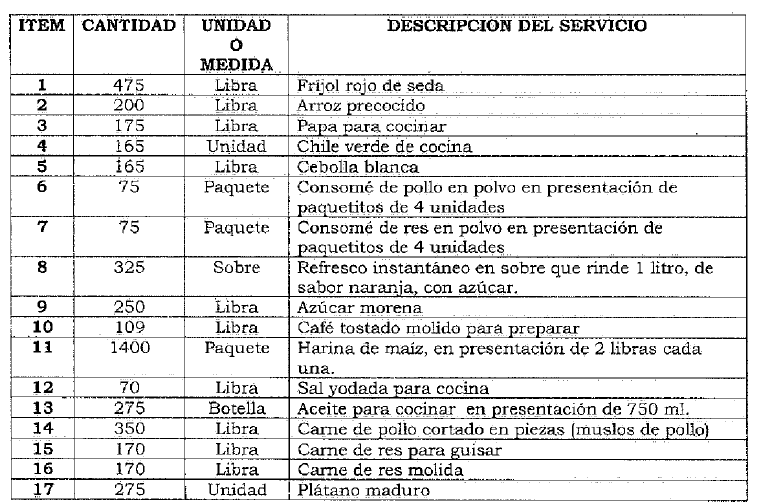 ITEM CANTIDAD UNIDAD DESCRIPCION DEL SERVICIO
O
MEDIDA
1 475 Libra Frijol rojo de seda
2 200 Libra Arroz precocido
3 175 Libra Papa para cocinar
4 165 Unidad Chile verde de cocina
5 165 Libra Cebolla blanca
6 75 Paquete Consomé de pollo en polvo en presentación de
paquetitos de 4 unidades
7 75 Paquete Consomé de res en polvo en presentación de
paquetitos de 4 unidades
8 325 Sobre Refresco instantáneo en sobre que rinde 1 litro, de
sabor naranja, con azúcar.
9 250 Libra Azúcar morena
10 109 Libra Café tostado molido para preparar
11 1400 Paquete Harina de maíz, en presentación de 2 libras cada
una.
12 70 Libra Sal yodada para cocina
13 275 Botella Aceite para cocinar en presentación de 750 ml.
14 350 Libra Carne de pollo cortado en piezas (muslos de pollo)
15 170 Libra Carne de res para guisar
16 170 Libra Carne de res molida
17 275 Unidad Plátano maduro